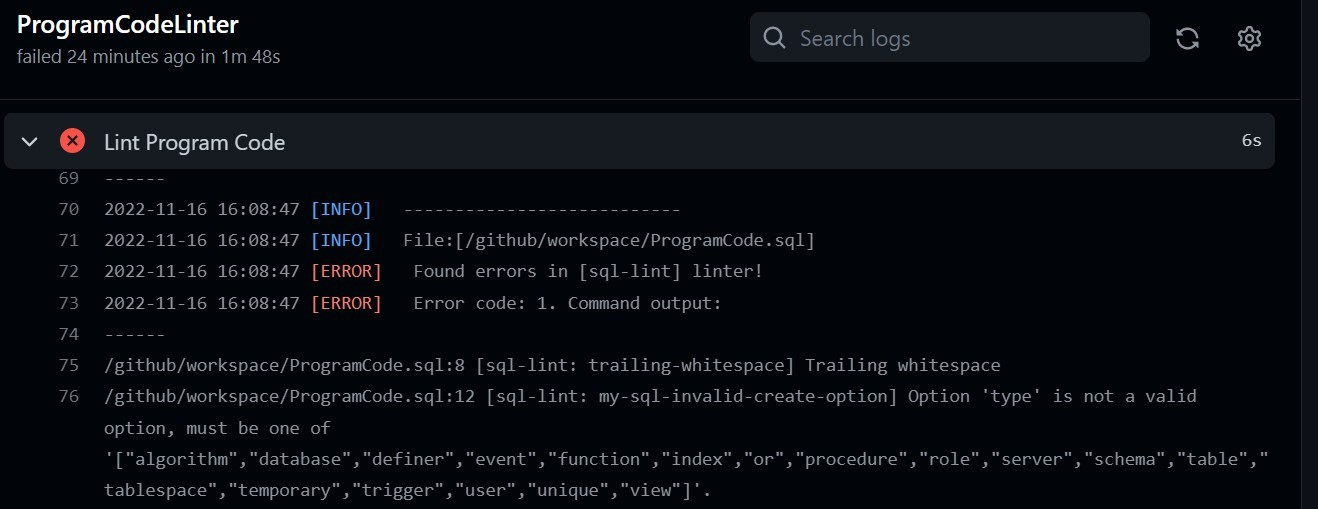 ProgramCodeLinter
failed 24 minutes ago in 1m 48s
Search logs
Lint Program Code
6s
69 ------
70 2022-11-16 16:08:47 [INFO] ---------------------------
71 2022-11-16 16:08:47 [INFO] File:[/github/workspace/ProgramCode.sql]
72 2022-11-16 16:08:47 [ERROR] Found errors in [sql-lint] linter!
73 2022-11-16 16:08:47 [ERROR] Error code: 1. Command output:
74 ------
75 /github/workspace/ProgramCode.sql:8 [sql-lint: trailing-whitespace] Trailing whitespace
76 /github/workspace/ProgramCode.sql:12 [sql-lint: my-sql-invalid-create-option] Option 'type' is not a valid
option, must be one of
'["algorithm","database","definer","event","function","index","or","procedure","role","server","schema","table","
tablespace","temporary","trigger","user","unique","view"]'.